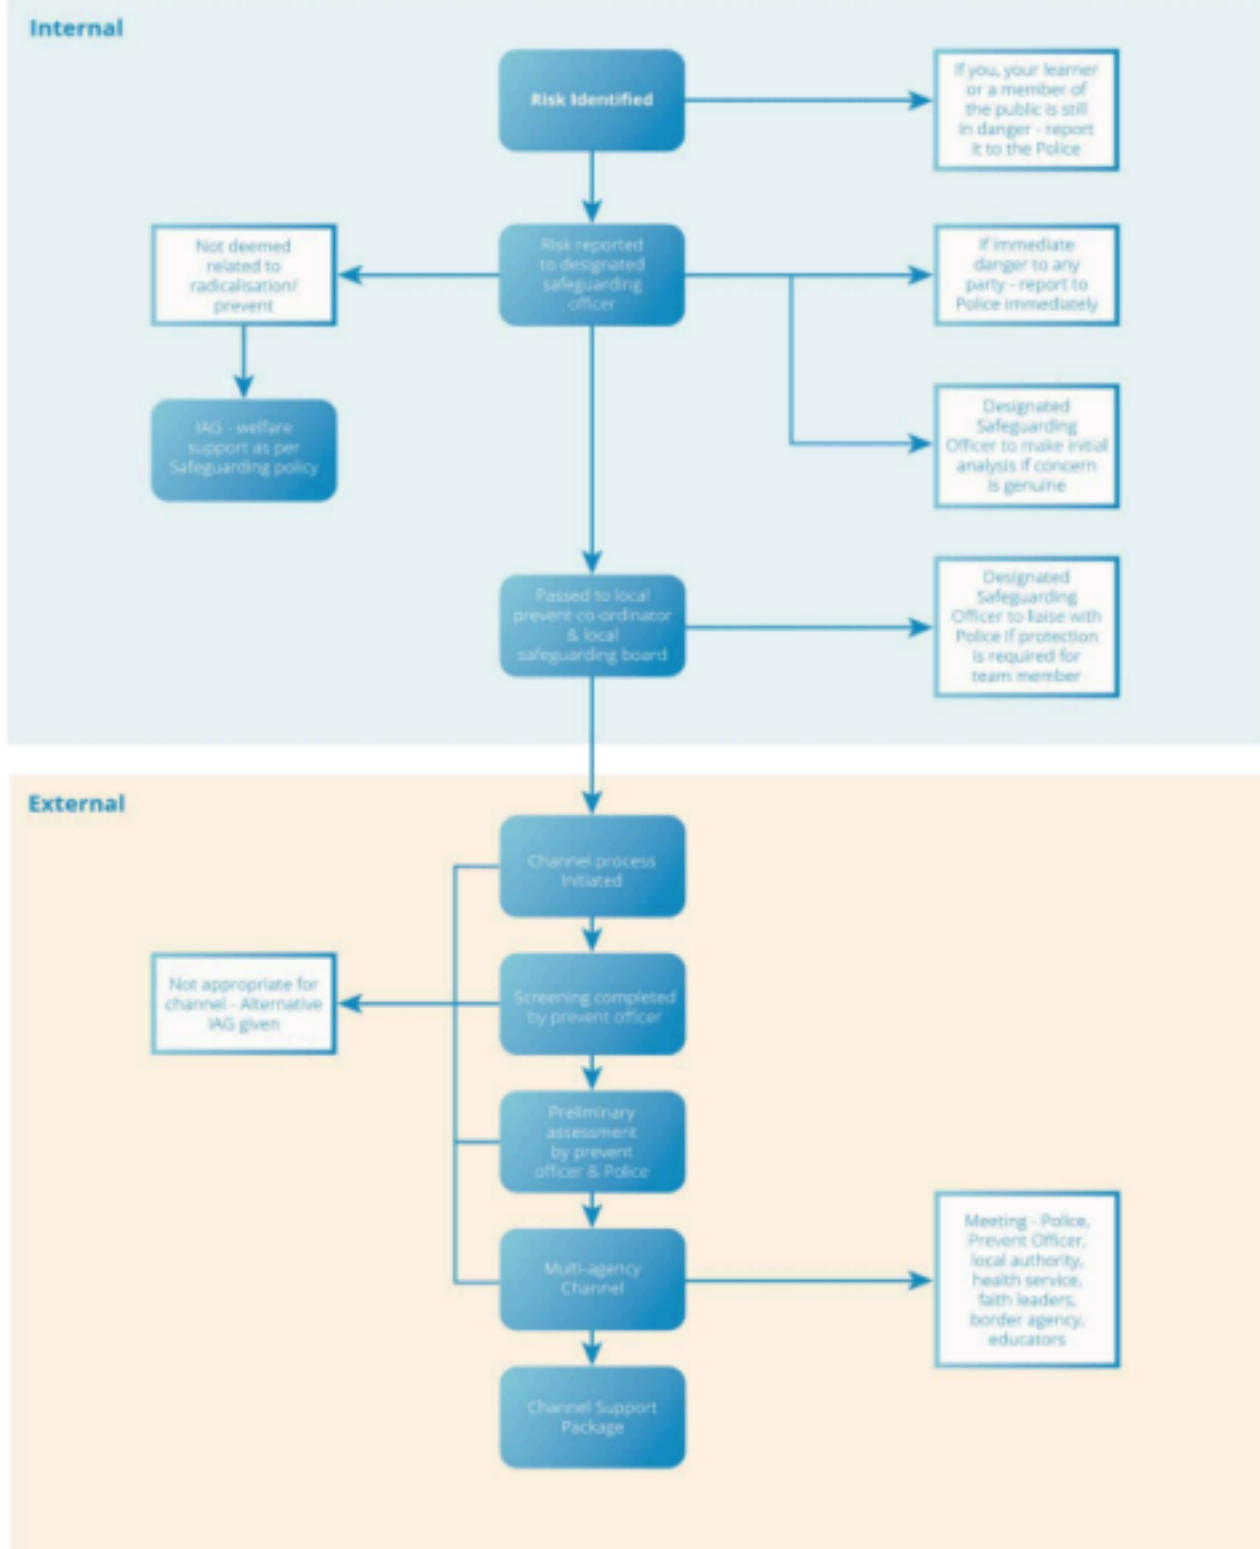 Internal
Risk Identified
If you, your learner
or a member of
the public is still
in danger - report
it to the Police
Not deemed
related to
radicalisation/
prevent
Risk reported
to designated
safeguarding
officer
If immediate
danger to any
party - report to
Police immediately
IAG - welfare
support as per
Safeguarding policy
Designated
Safeguarding
Officer to make initial
analysis if concern
is genuine
Passed to local
prevent co-ordinator
& local
safeguarding board
Designated
Safeguarding
Officer to liaise with
Police if protection
is required for
team member
External
Channel process
Initiated
Not appropriate for
channel - Alternative
IAG given
Screening completed
by prevent officer
Preliminary
assessment
by prevent
officer & Police
Multi-agency
Channel
Meeting - Police,
Prevent Officer,
local authority,
health service,
faith leaders,
border agency,
educators
Channel Support
Package